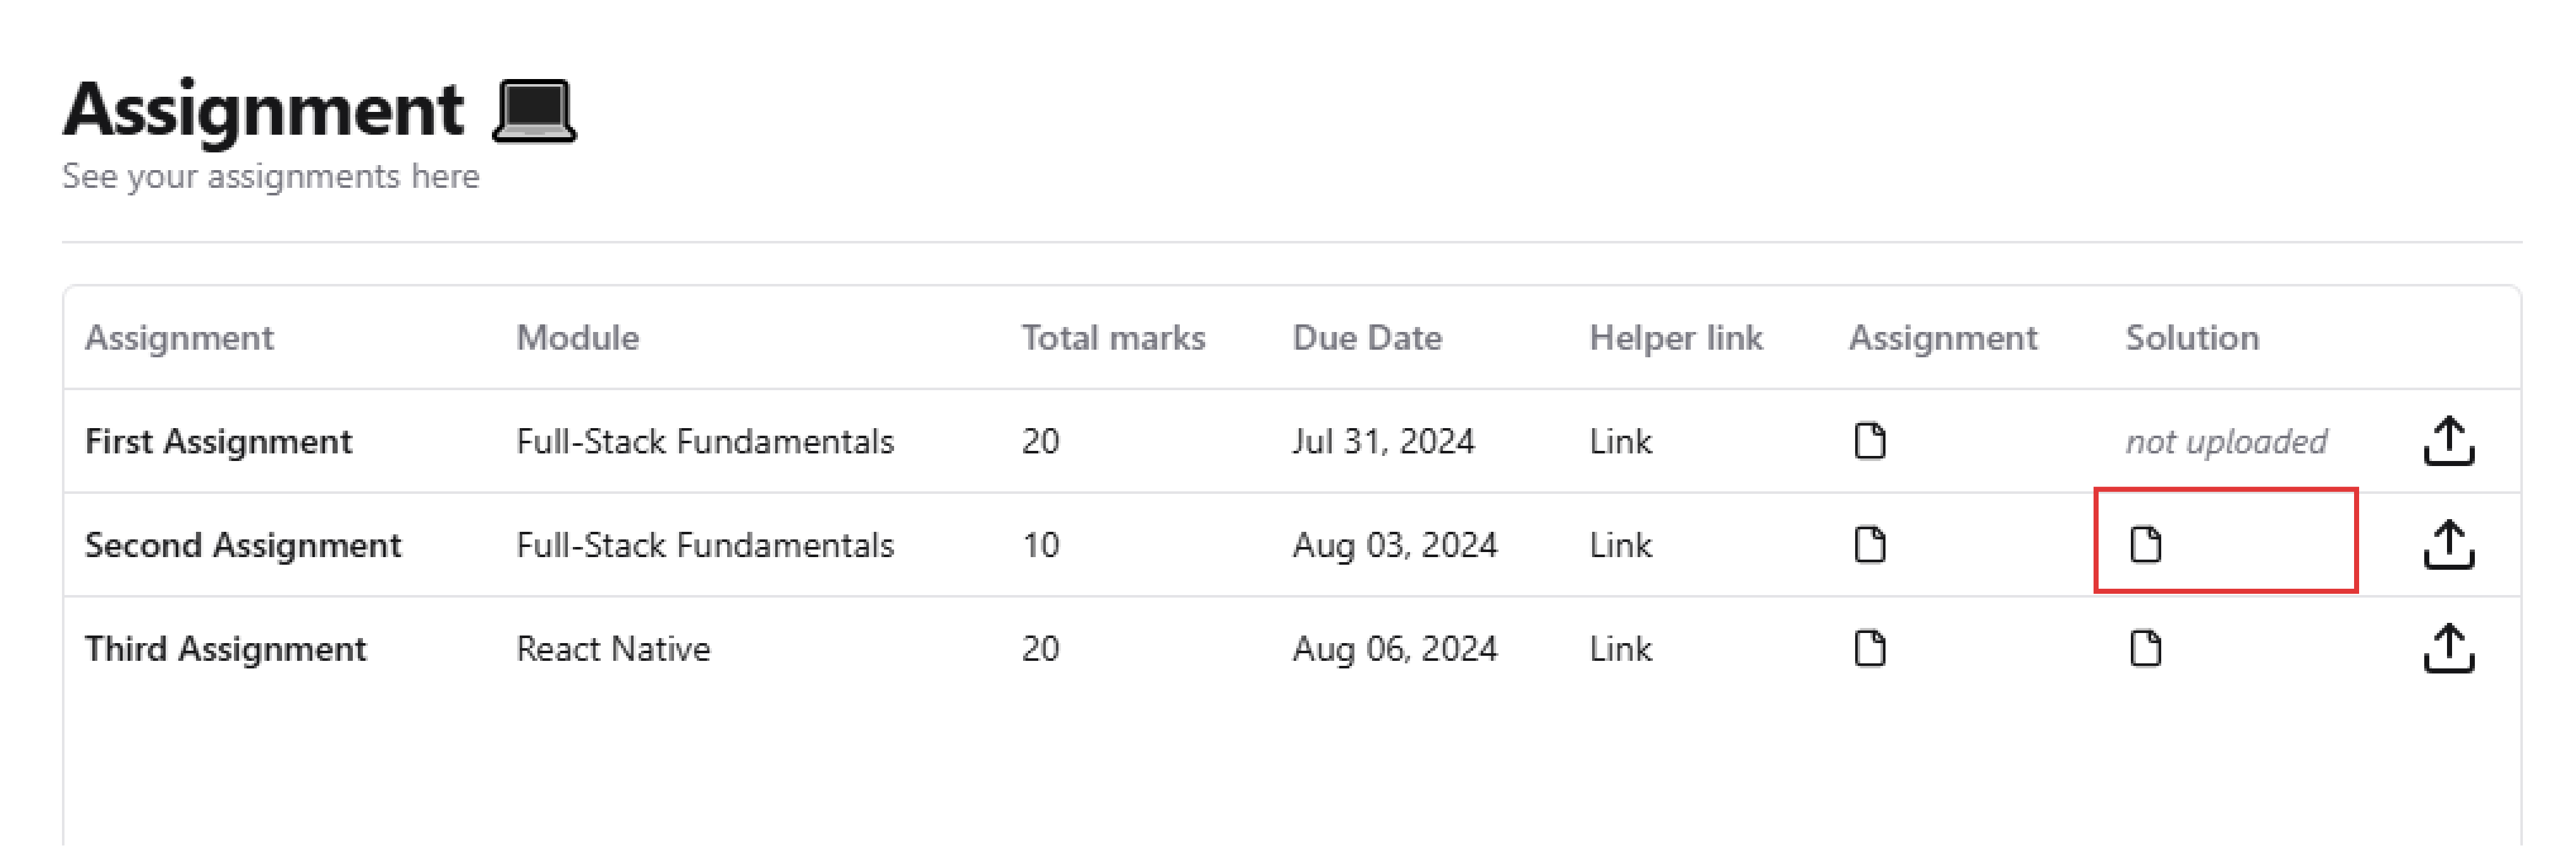 Assignment 💻
See your assignments here
Assignment Module Total marks Due Date Helper link Assignment Solution
First Assignment Full-Stack Fundamentals 20 Jul 31, 2024 Link not uploaded
Second Assignment Full-Stack Fundamentals 10 Aug 03, 2024 Link
Third Assignment React Native 20 Aug 06, 2024 Link